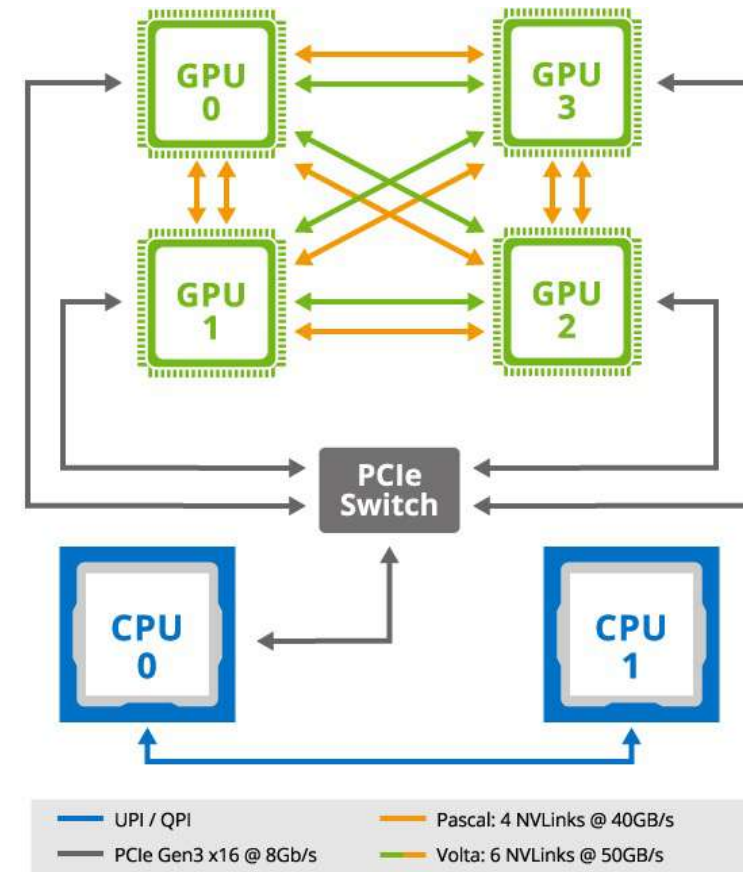 GPU
0
GPU
3
GPU
1
GPU
2
PCIe
Switch
CPU
0
CPU
1
UPI / QPI
Pascal: 4 NVLinks @ 40GB/s
PCIe Gen3 x16 @ 8Gb/s
Volta: 6 NVLinks @ 50GB/s